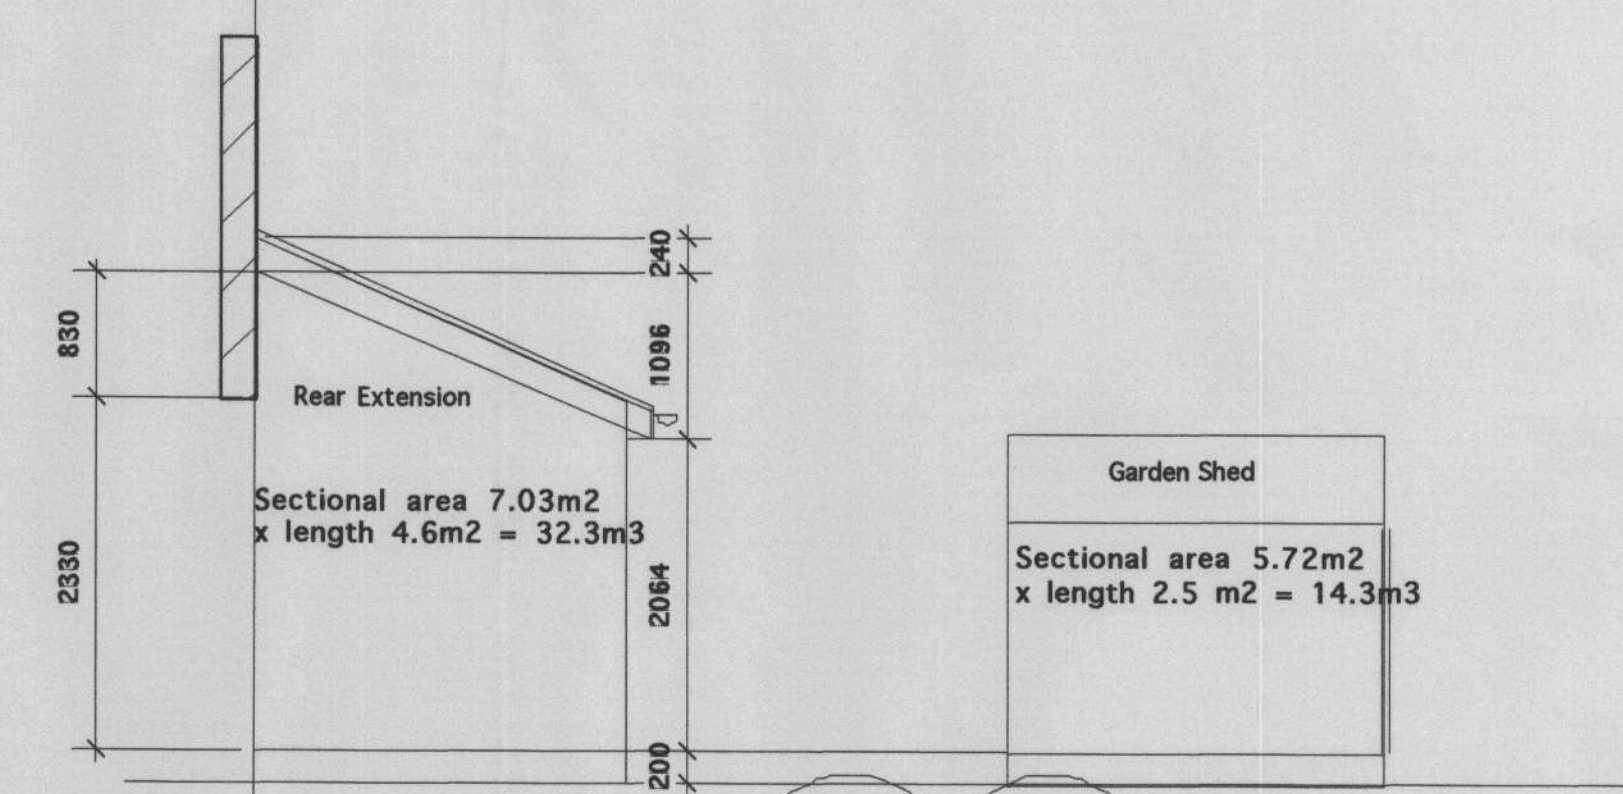 240
830
1096
Rear Extension
Garden Shed
Sectional area 7.03m2
x length 4.6m2 = 32.3m3
Sectional area 5.72m2
x length 2.5 m2 = 14.3m3
2330
2064
200